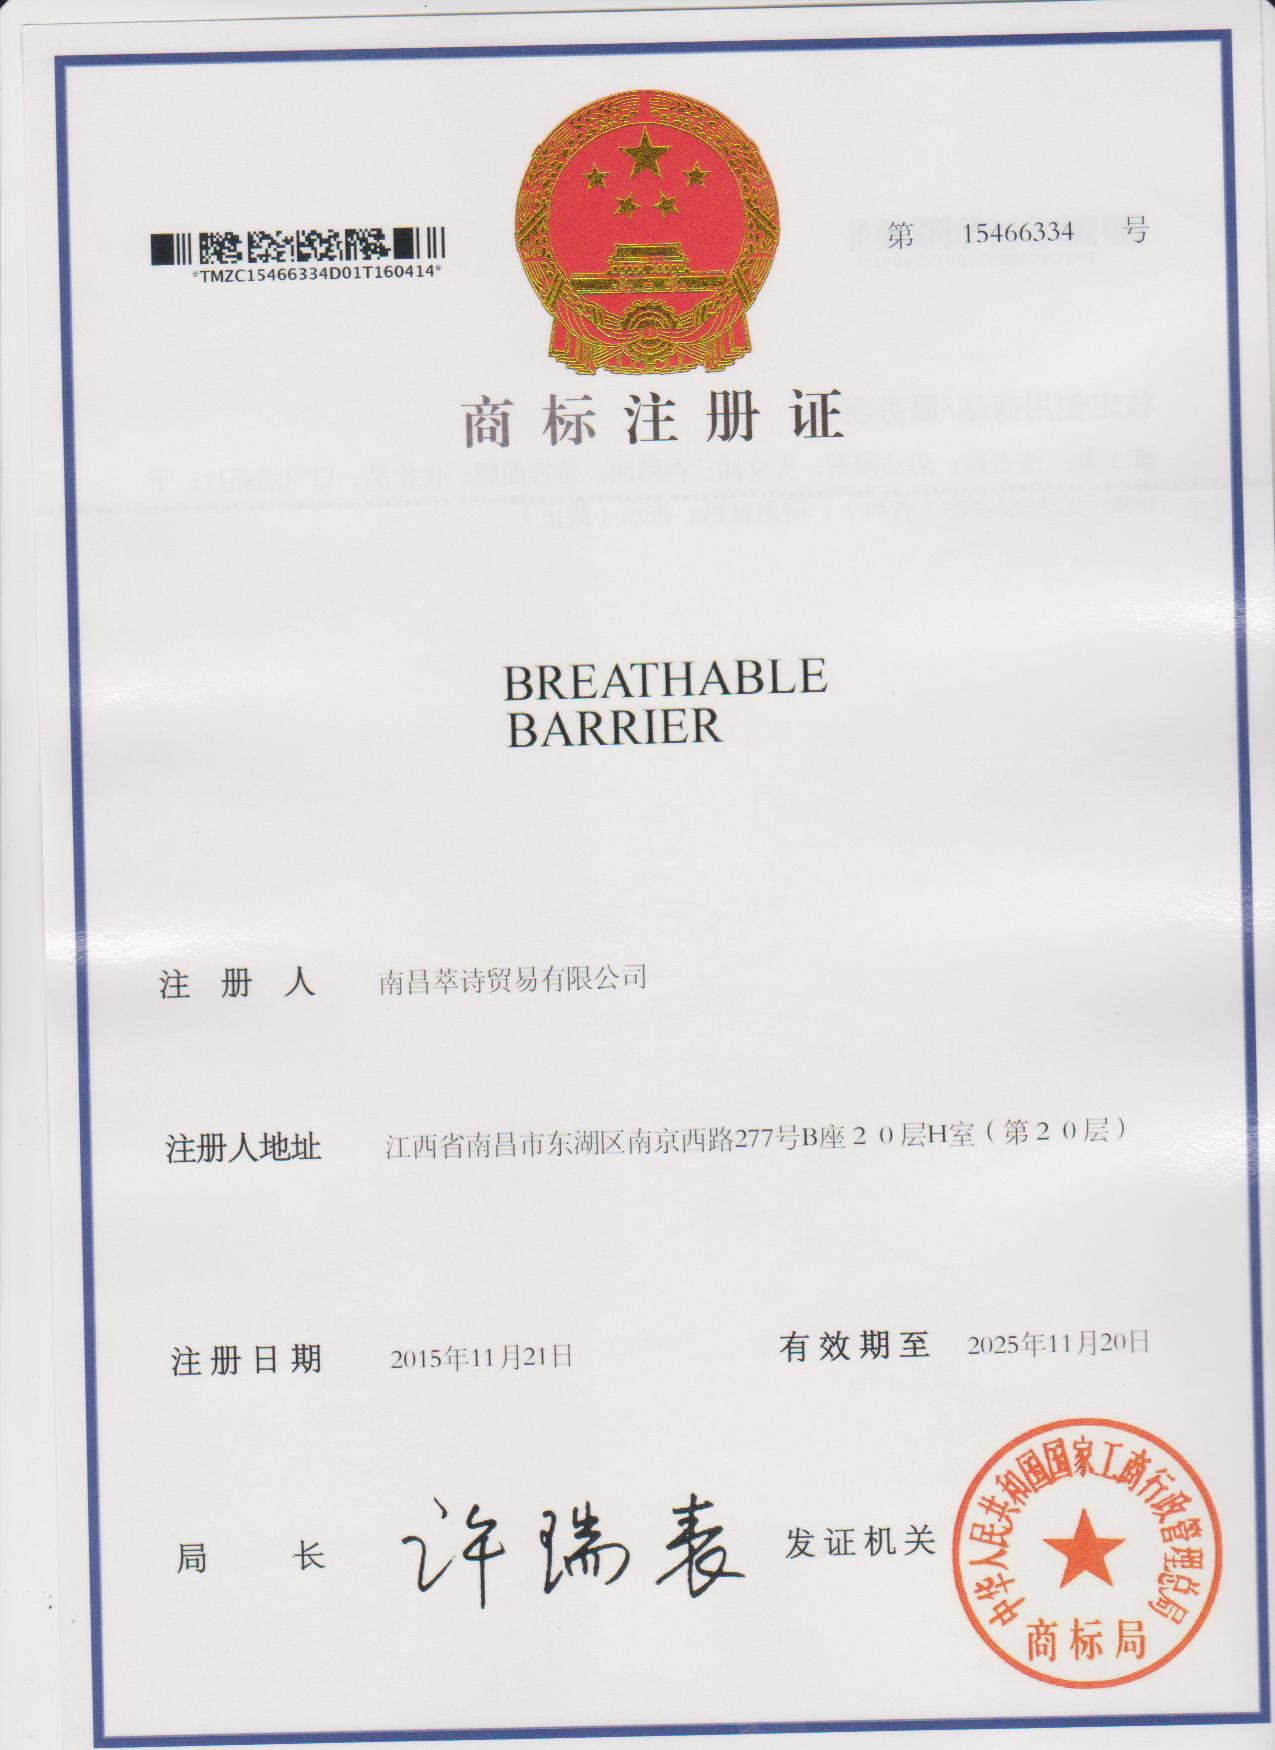 *TMZC15466334D01T160414*
第 15466334 号
商标注册证
BREATHABLE
BARRIER
注册人 南昌萃诗贸易有限公司
注册人地址 江西省南昌市东湖区南京西路277号B座20层H室(第20层)
注册日期 2015年11月21日 有效期至 2025年11月20日
局长 许瑞表 发证机关
中华人民共和国国家工商行政管理总局
商标局